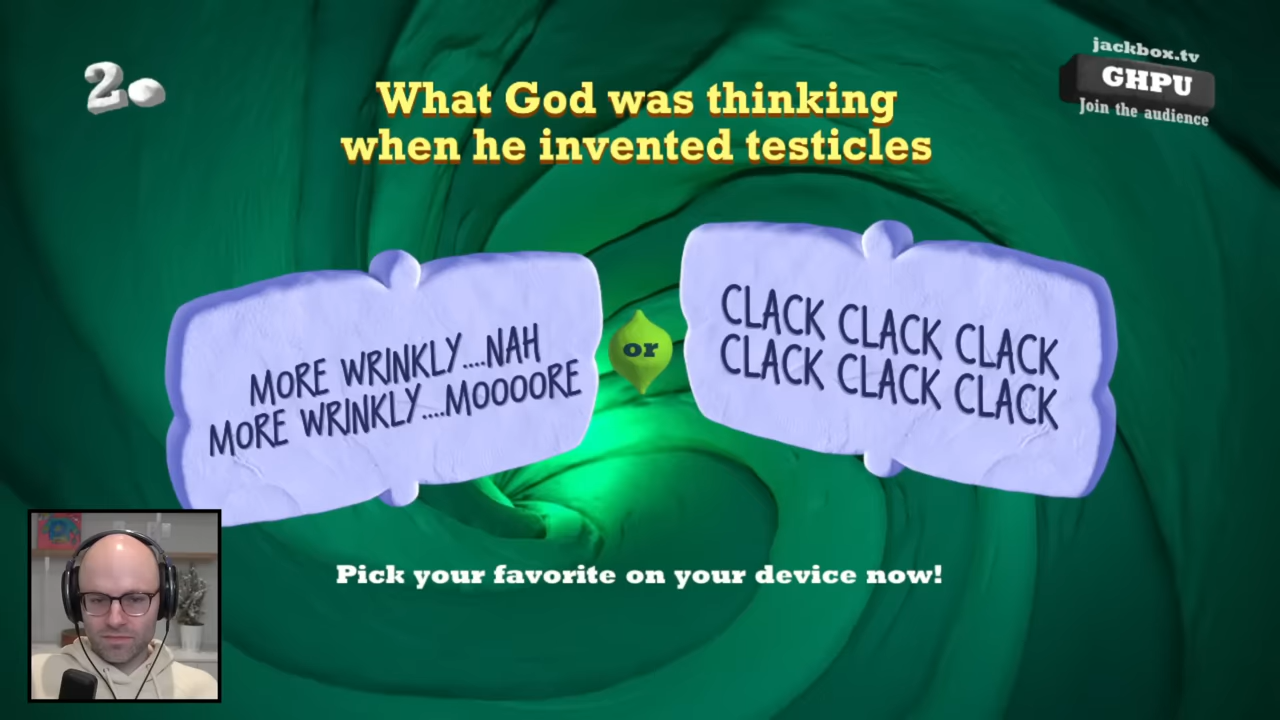 2
jackbox.tv
GHPU
Join the audience
What God was thinking
when he invented testicles
MORE WRINKLY....NAH
MORE WRINKLY....MOOOORE
or
CLACK CLACK CLACK
CLACK CLACK CLACK
Pick your favorite on your device now!